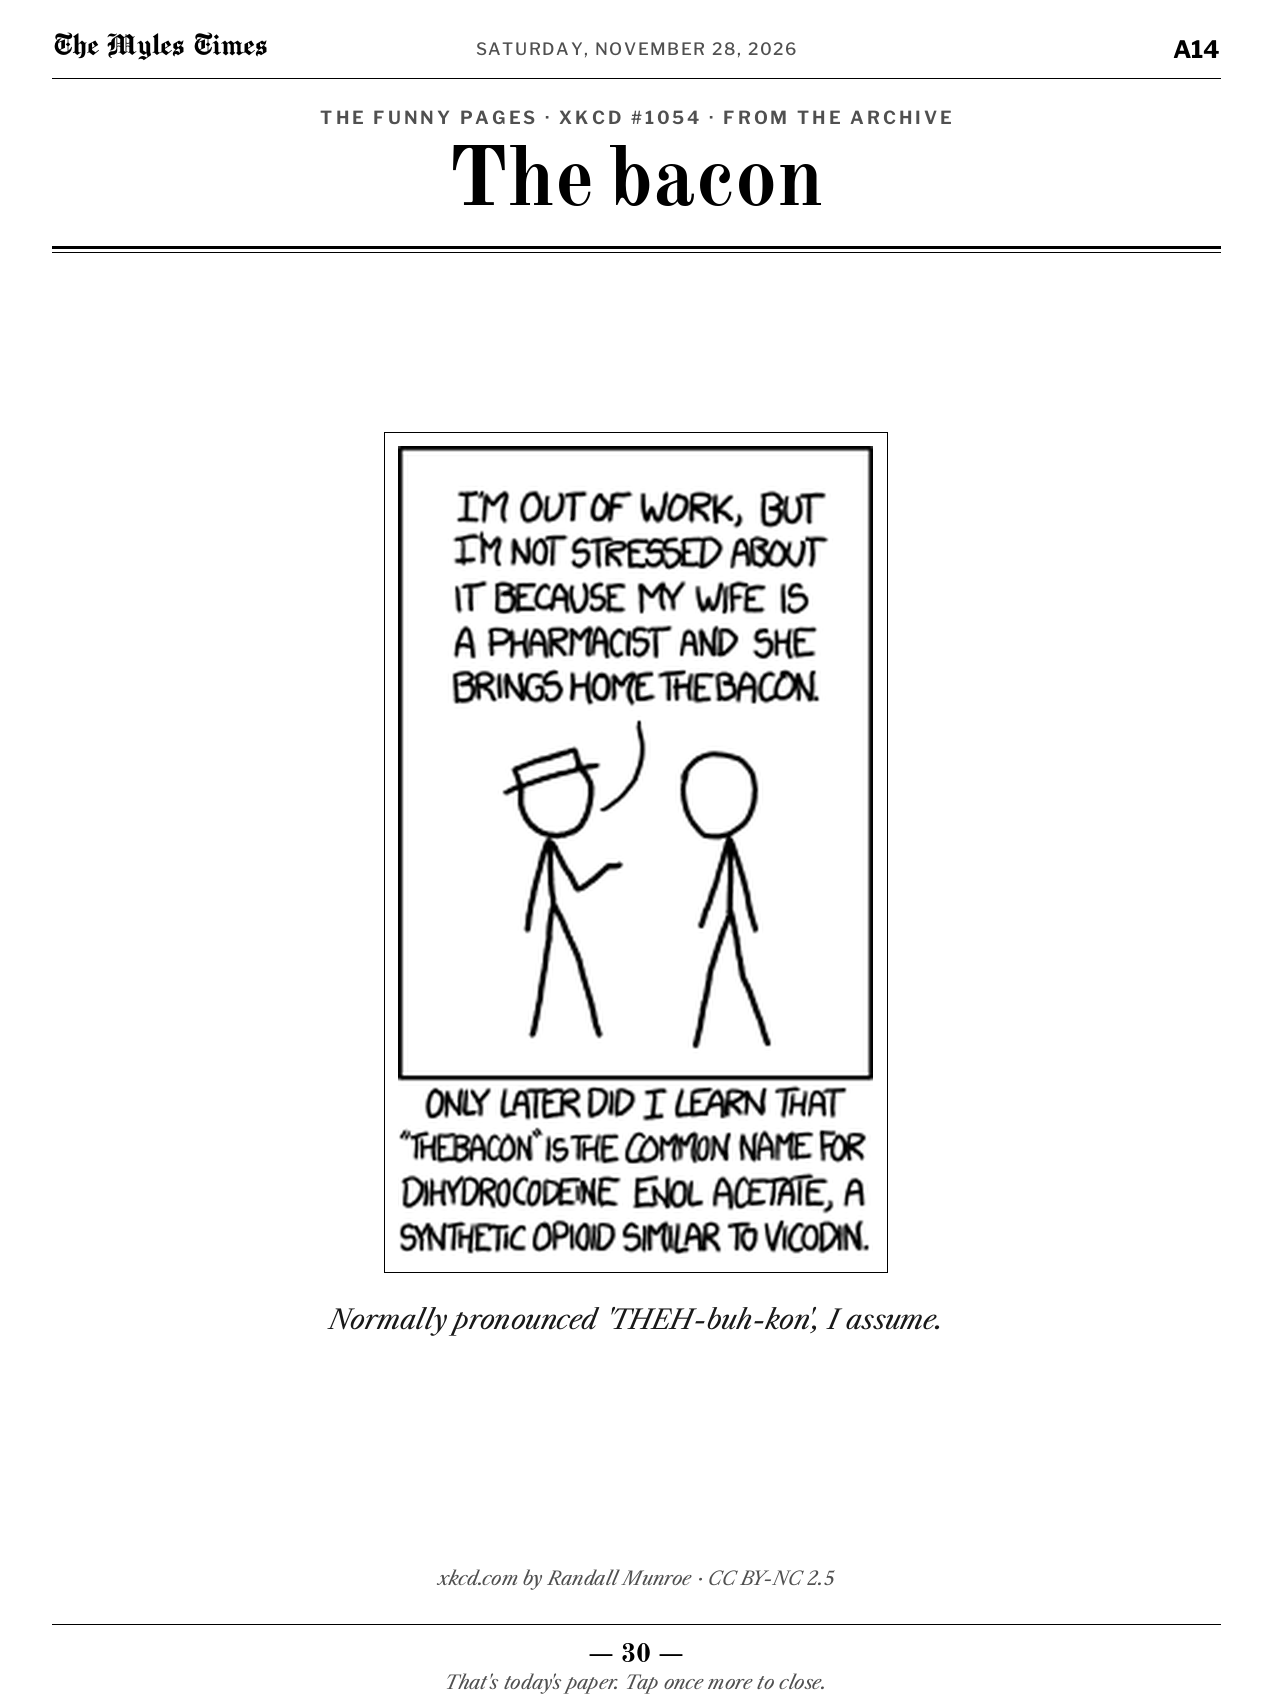 The Myles Times
SATURDAY, NOVEMBER 28, 2026
A14
THE FUNNY PAGES · XKCD #1054 · FROM THE ARCHIVE
The bacon
I'M OUT OF WORK, BUT
I'M NOT STRESSED ABOUT
IT BECAUSE MY WIFE IS
A PHARMACIST AND SHE
BRINGS HOME THEBACON.
ONLY LATER DID I LEARN THAT
"THEBACON" IS THE COMMON NAME FOR
DIHYDROCODEINE ENOL ACETATE, A
SYNTHETIC OPIOID SIMILAR TO VICODIN.
Normally pronounced 'THEH-buh-kon', I assume.
xkcd.com by Randall Munroe · CC BY-NC 2.5
— 30 —
That's today's paper. Tap once more to close.